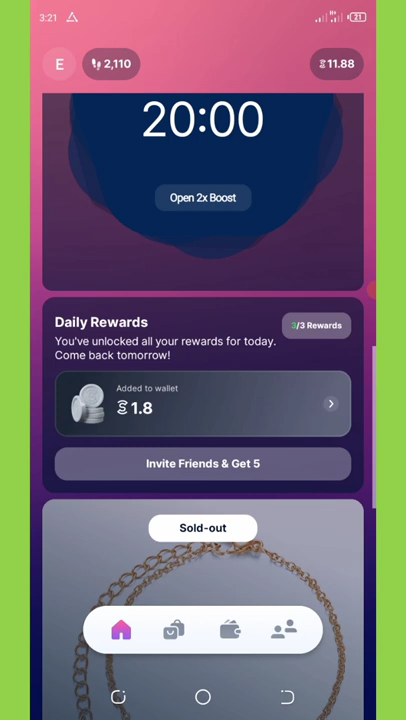 3:21
21
E
2,110
11.88
20:00
Open 2x Boost
Daily Rewards
3/3 Rewards
You've unlocked all your rewards for today.
Come back tomorrow!
Added to wallet
1.8
Invite Friends & Get 5
Sold-out